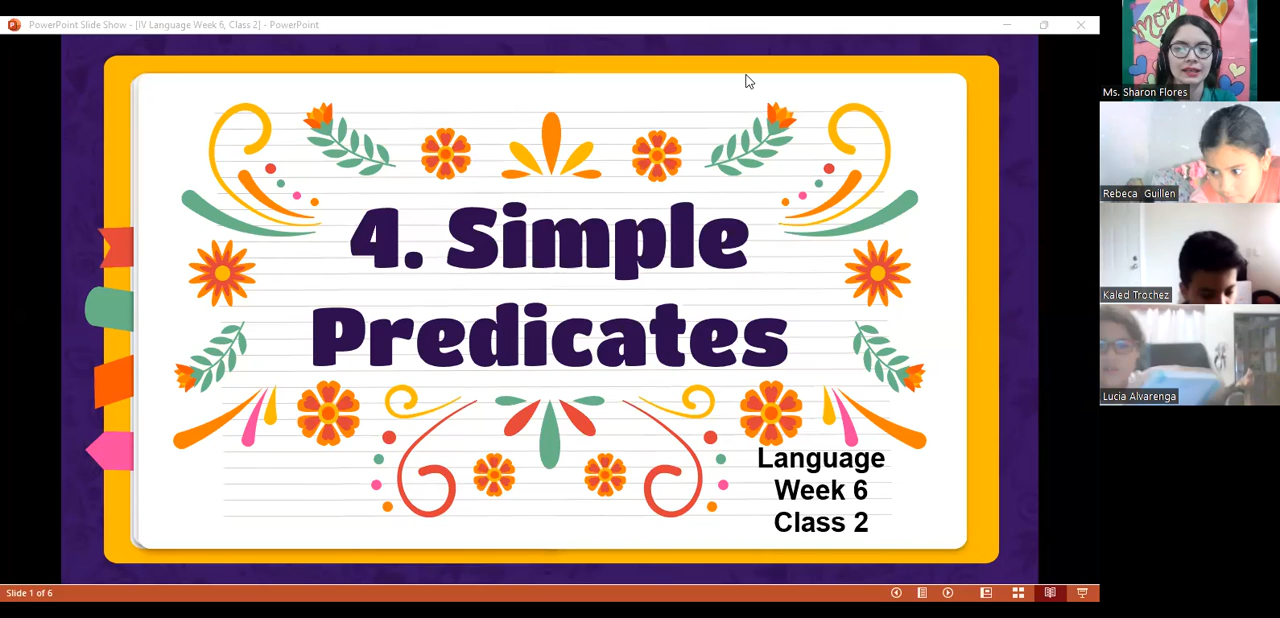 PowerPoint Slide Show - [IV Language Week 6, Class 2] - PowerPoint
4. Simple
Predicates
Language
Week 6
Class 2
Slide 1 of 6
MOM
Ms. Sharon Flores
Rebeca Guillen
Kaled Trochez
Lucia Alvarenga